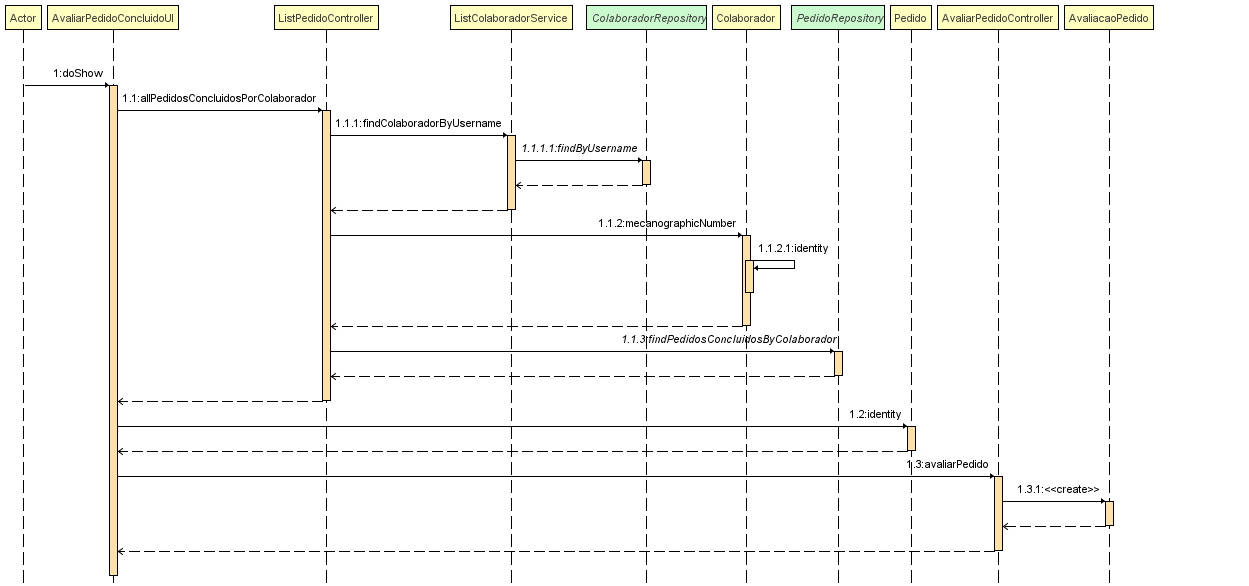 Actor
AvaliarPedidoConcluidoUI
ListPedidoController
ListColaboradorService
ColaboradorRepository
Colaborador
PedidoRepository
Pedido
AvaliarPedidoController
AvaliacaoPedido
1:doShow
1.1:allPedidosConcluidosPorColaborador
1.1.1:findColaboradorByUsername
1.1.1.1:findByUsername
1.1.2:mecanographicNumber
1.1.2.1:identity
1.1.3:findPedidosConcluidosByColaborador
1.2:identity
1.3:avaliarPedido
1.3.1:<<create>>